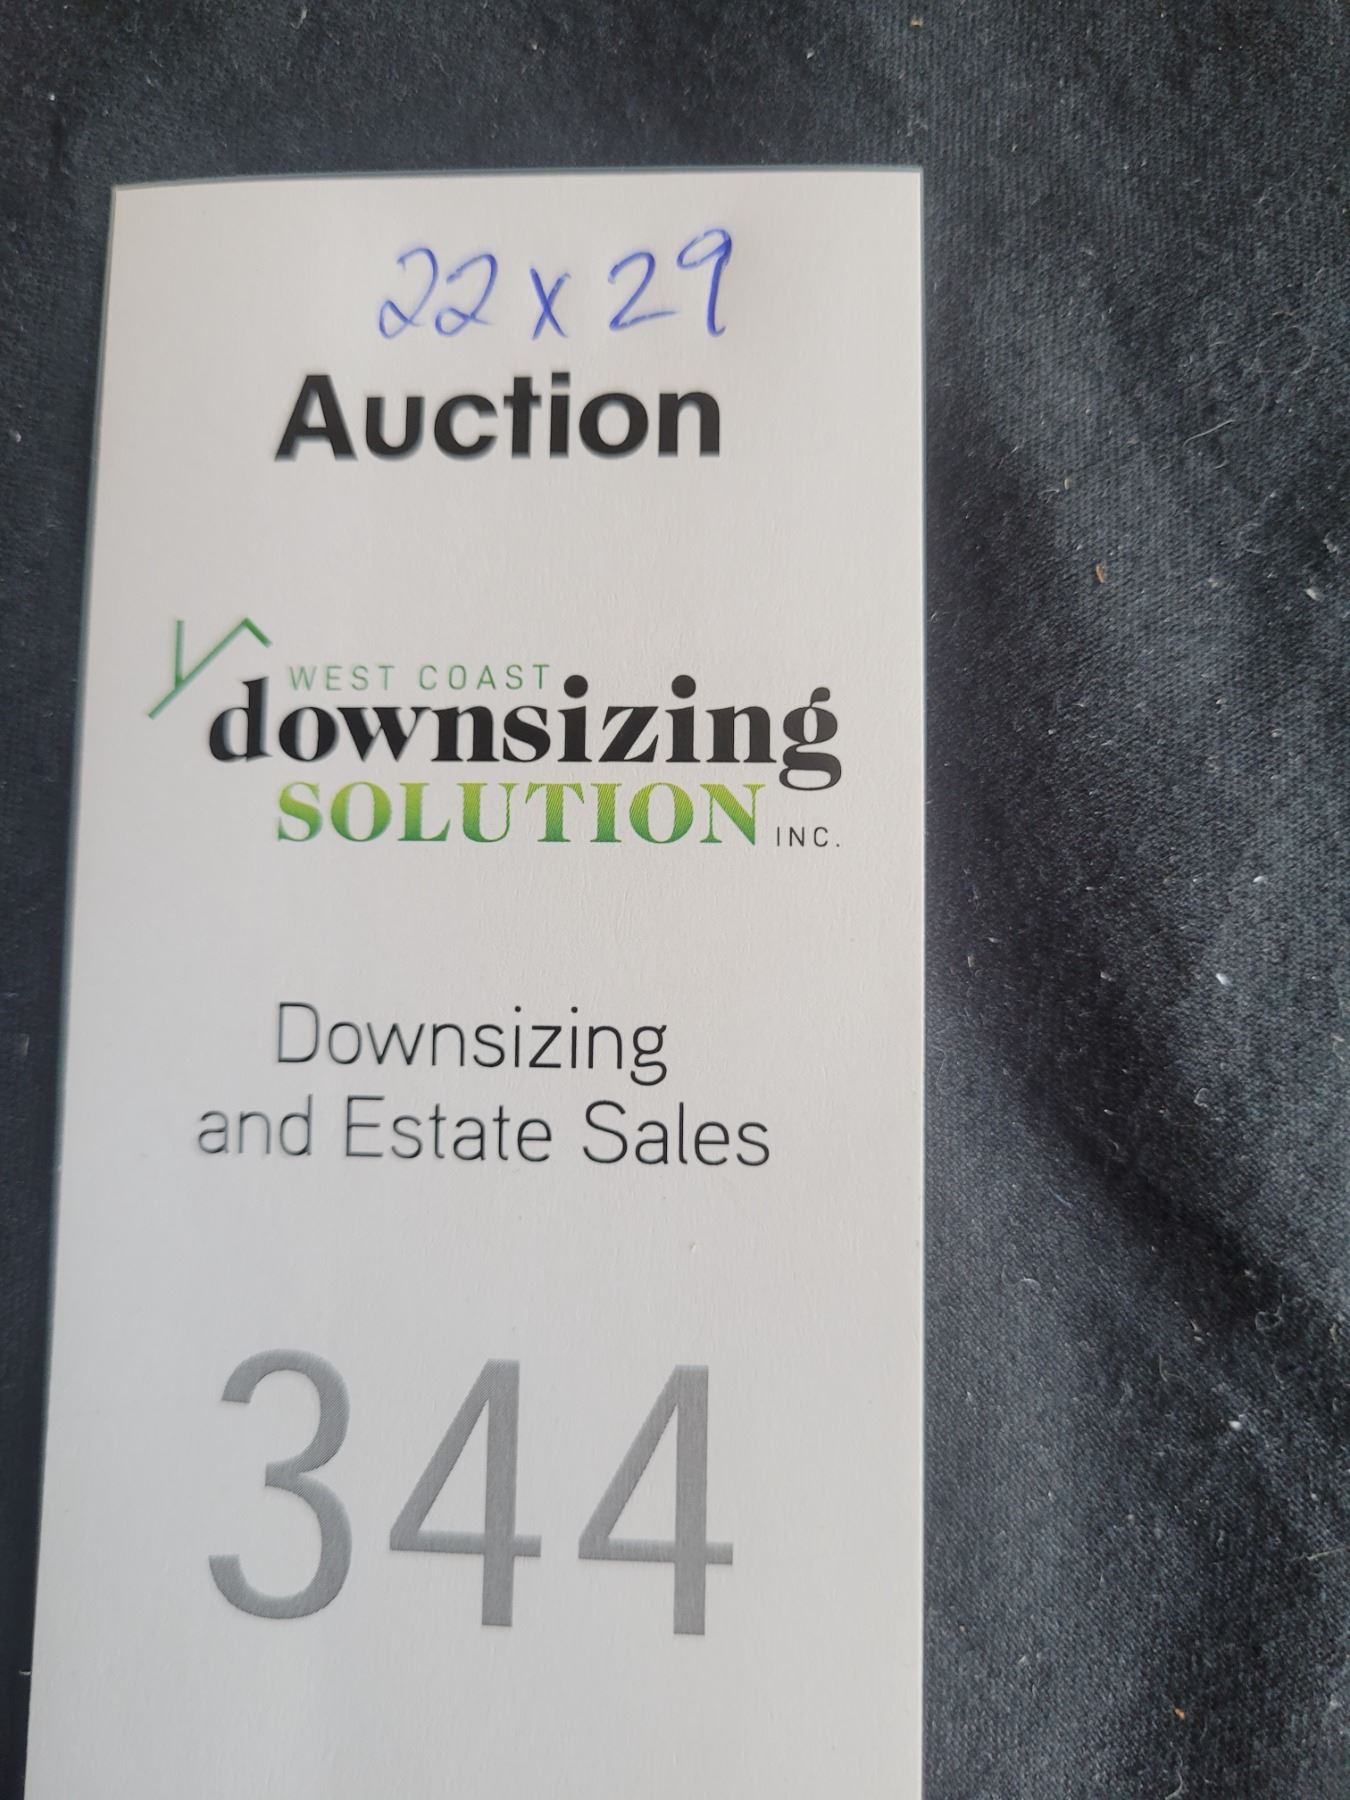 22 x 29
Auction
WEST COAST
downsizing
SOLUTION INC.
Downsizing
and Estate Sales
344